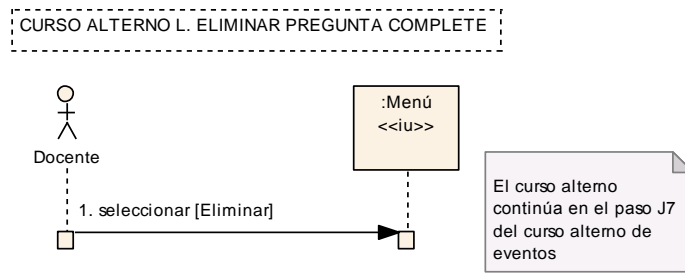 CURSO ALTERNO L. ELIMINAR PREGUNTA COMPLETE
:Menú
<<iu>>
Docente
1. seleccionar [Eliminar]
El curso alterno
continúa en el paso J7
del curso alterno de
eventos